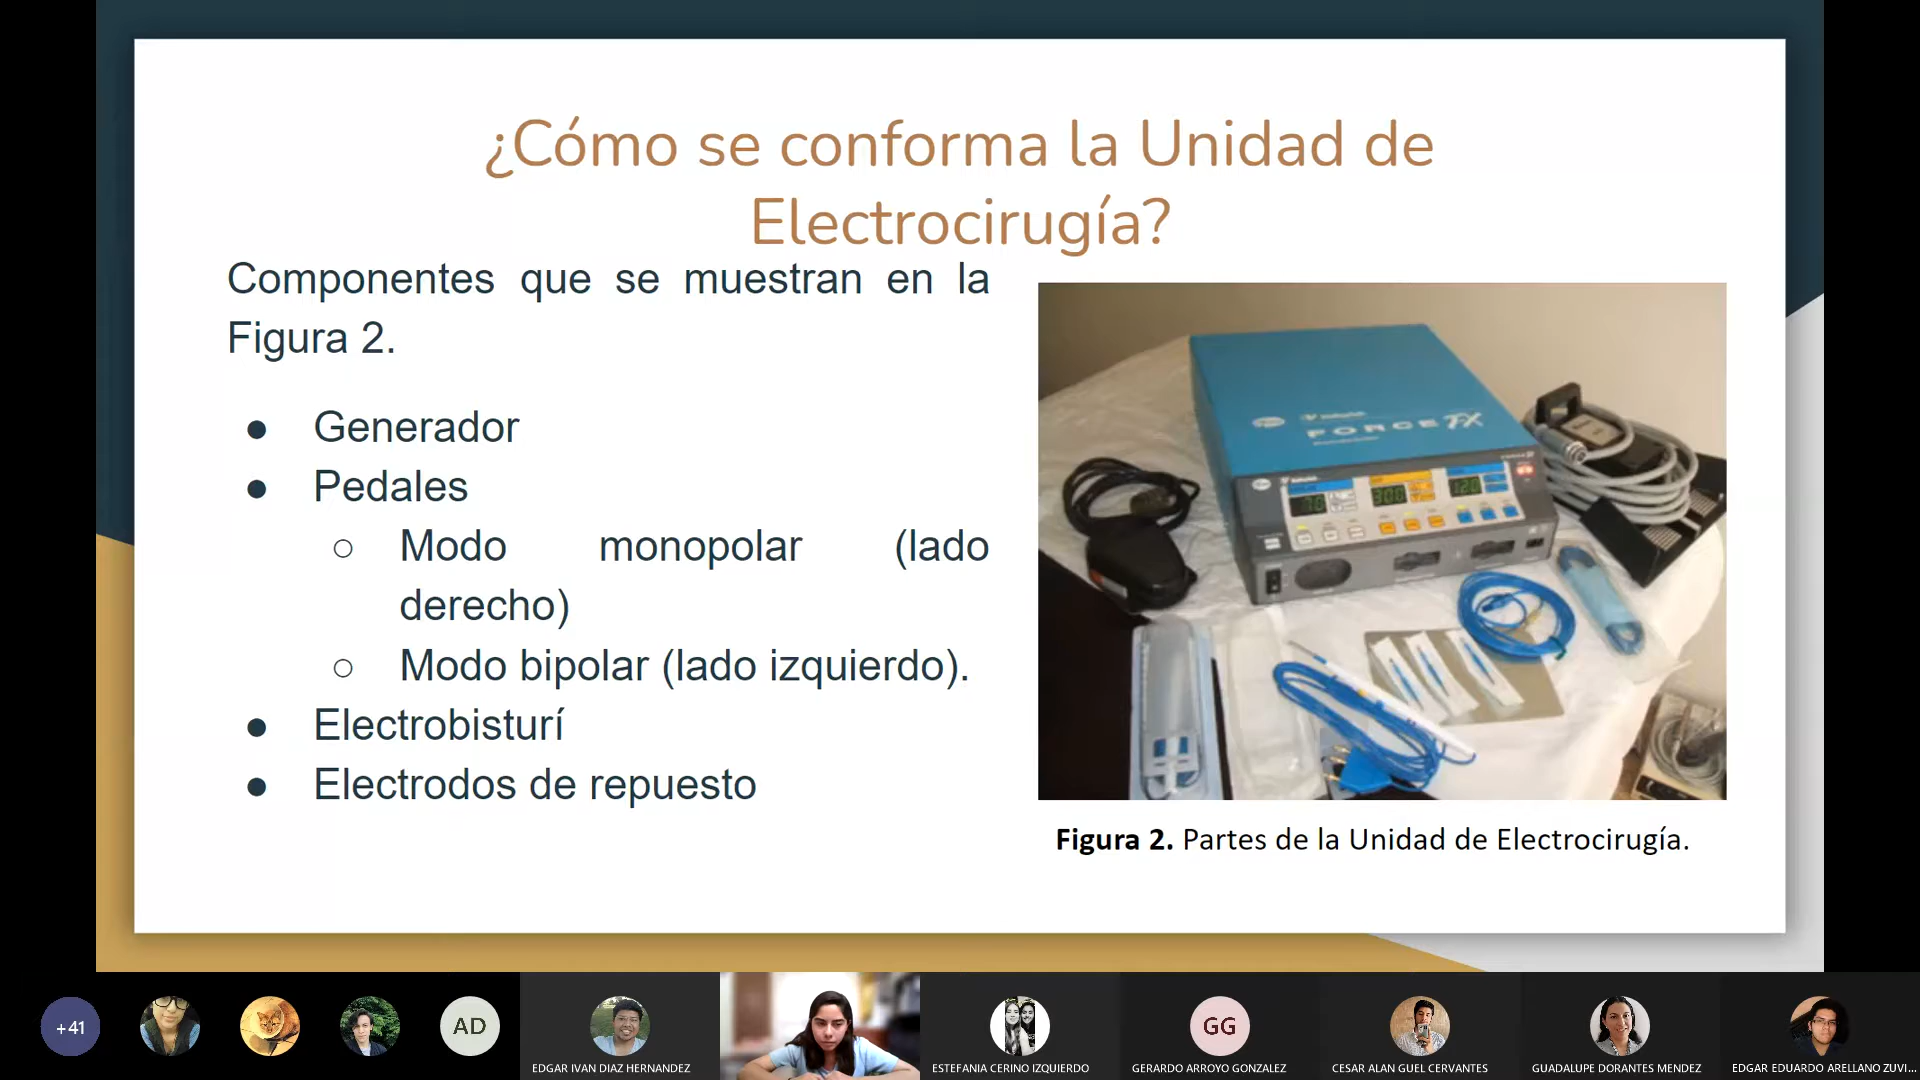 ¿Cómo se conforma la Unidad de
Electrocirugía?
Componentes que se muestran en la
Figura 2.
● Generador
● Pedales
○ Modo monopolar (lado
derecho)
○ Modo bipolar (lado izquierdo).
● Electrobisturí
● Electrodos de repuesto
FORCE FX
70
300
120
Figura 2. Partes de la Unidad de Electrocirugía.
+41
AD
EDGAR IVAN DIAZ HERNANDEZ
ESTEFANIA CERINO IZQUIERDO
GG
GERARDO ARROYO GONZALEZ
CESAR ALAN GUEL CERVANTES
GUADALUPE DORANTES MENDEZ
EDGAR EDUARDO ARELLANO ZUVI...